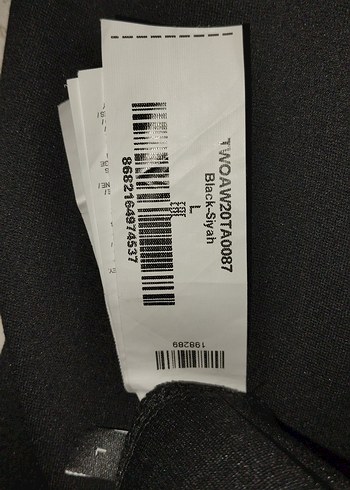 TWOAW20TA0087
Black-Siyah
L
8682164974537
198289
L